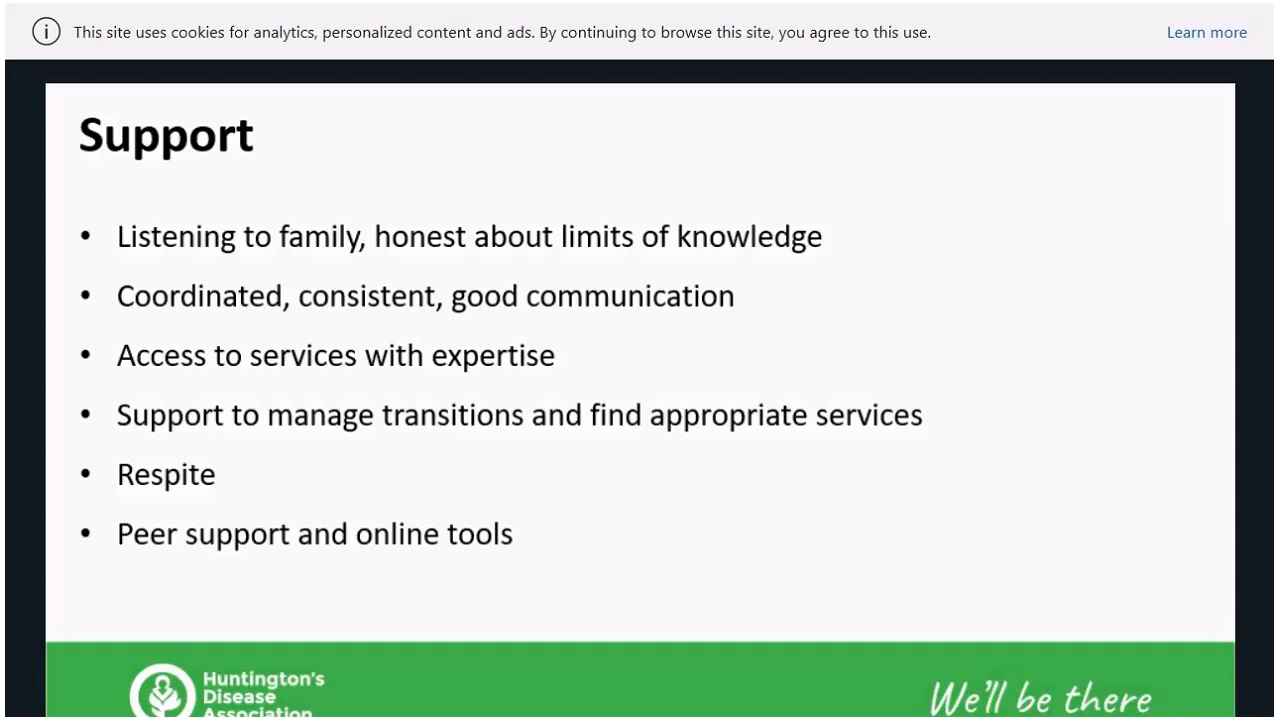 This site uses cookies for analytics, personalized content and ads. By continuing to browse this site, you agree to this use.
Learn more
Support
• Listening to family, honest about limits of knowledge
• Coordinated, consistent, good communication
• Access to services with expertise
• Support to manage transitions and find appropriate services
• Respite
• Peer support and online tools
Huntington's
Disease
Association
We'll be there